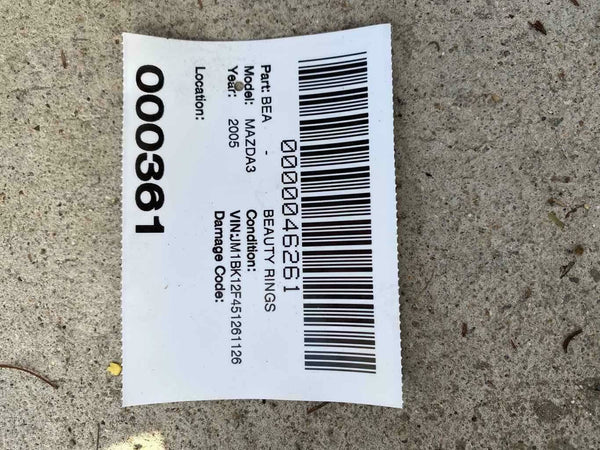 0000046261
Part: BEA - BEAUTY RINGS
Model: MAZDA3 Condition:
Year: 2005 VIN:JM1BK12F451261126
Damage Code:
Location:
000361